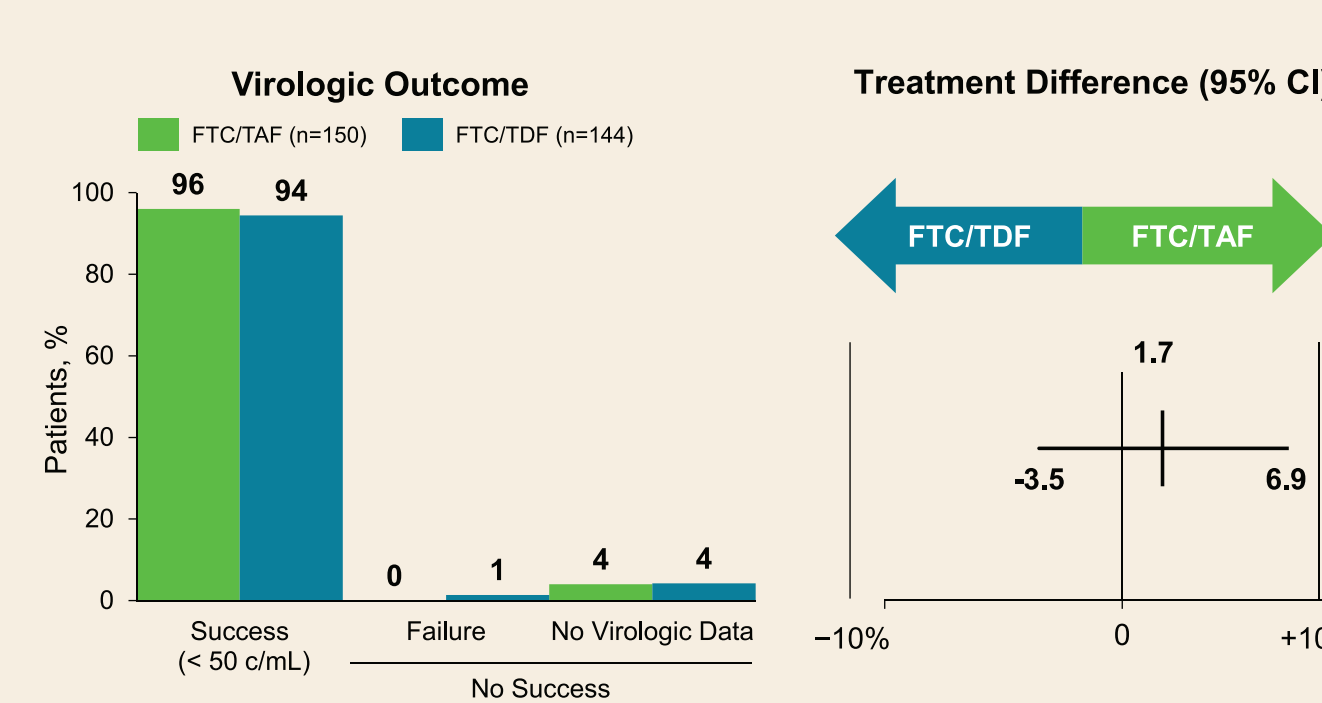 Virologic Outcome
FTC/TAF (n=150) FTC/TDF (n=144)
Patients, %
100
80
60
40
20
0
96 94
0 1 4 4
Success
(< 50 c/mL)
Failure No Virologic Data
No Success
Treatment Difference (95% CI)
FTC/TDF FTC/TAF
1.7
-3.5 6.9
−10% 0 +10